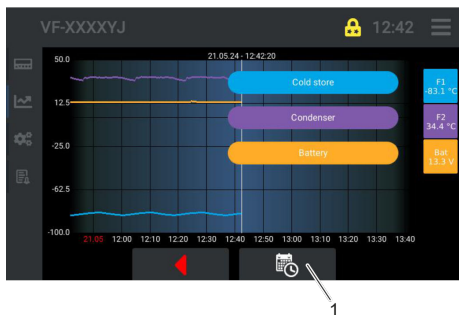 VF-XXXXYJ
12:42
21.05.24 - 12:42:20
50.0
12.5
-25.0
-62.5
-100.0
Cold store
Condenser
Battery
F1
-83.1 °C
F2
34.4 °C
Bat
13.3 V
21.05 12:00 12:10 12:20 12:30 12:40 12:50 13:00 13:10 13:20 13:30 13:40
1